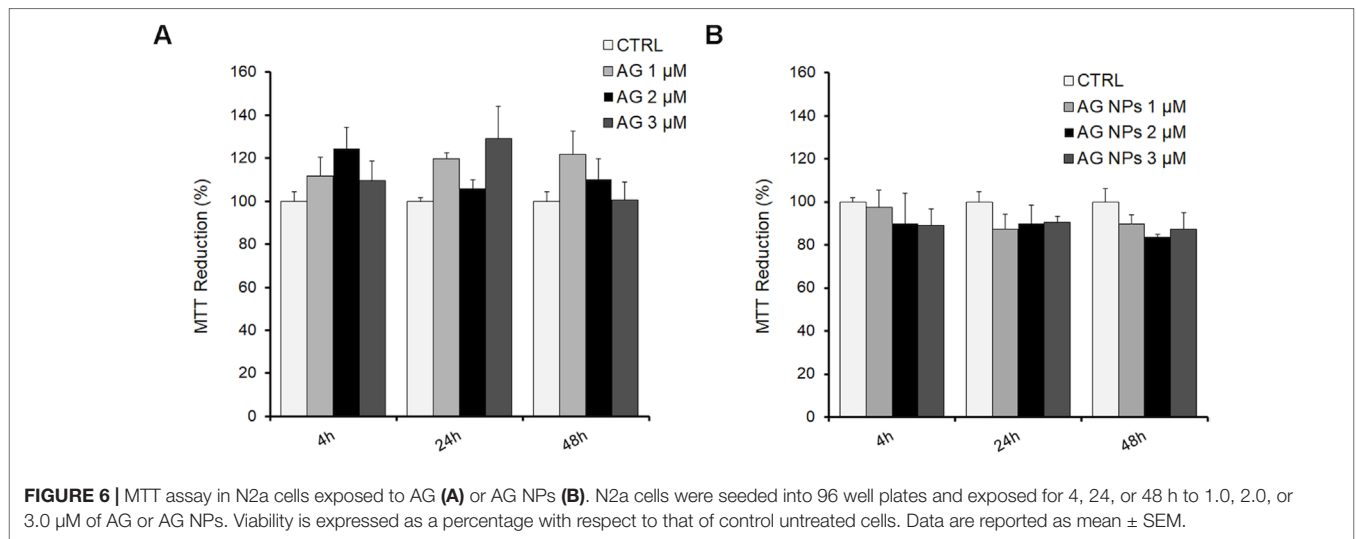 A
CTRL
AG 1 µM
AG 2 µM
AG 3 µM
MTT Reduction (%)
160
140
120
100
80
60
40
20
0
4h
24h
48h
B
CTRL
AG NPs 1 µM
AG NPs 2 µM
AG NPs 3 µM
MTT Reduction (%)
160
140
120
100
80
60
40
20
0
4h
24h
48h
FIGURE 6 | MTT assay in N2a cells exposed to AG (A) or AG NPs (B). N2a cells were seeded into 96 well plates and exposed for 4, 24, or 48 h to 1.0, 2.0, or
3.0 µM of AG or AG NPs. Viability is expressed as a percentage with respect to that of control untreated cells. Data are reported as mean ± SEM.